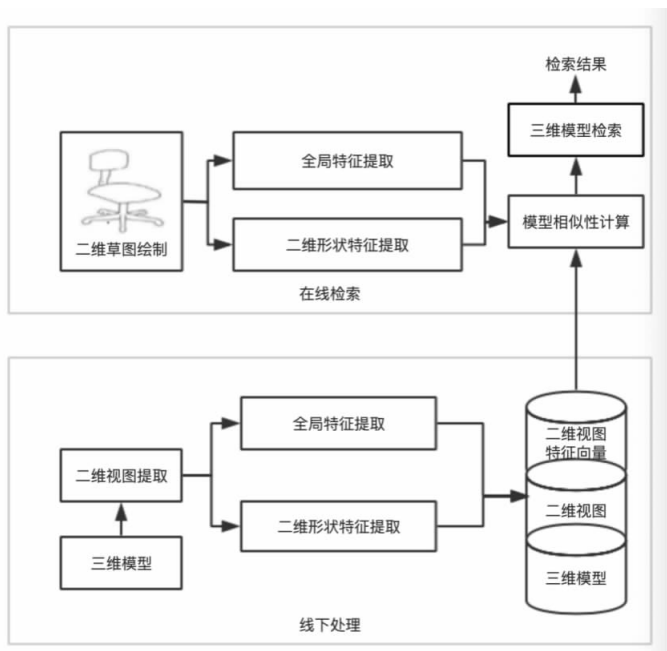 检索结果
三维模型检索
全局特征提取
二维草图绘制
二维形状特征提取
模型相似性计算
在线检索
全局特征提取
二维视图
特征向量
二维视图提取
二维视图
二维形状特征提取
三维模型
三维模型
线下处理